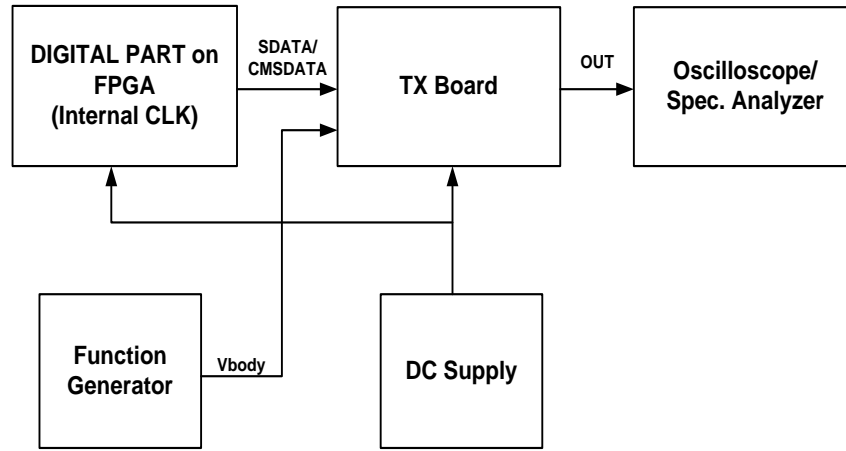 DIGITAL PART on
FPGA
(Internal CLK)
SDATA/
CMSDATA
TX Board
OUT
Oscilloscope/
Spec. Analyzer
Function
Generator
Vbody
DC Supply